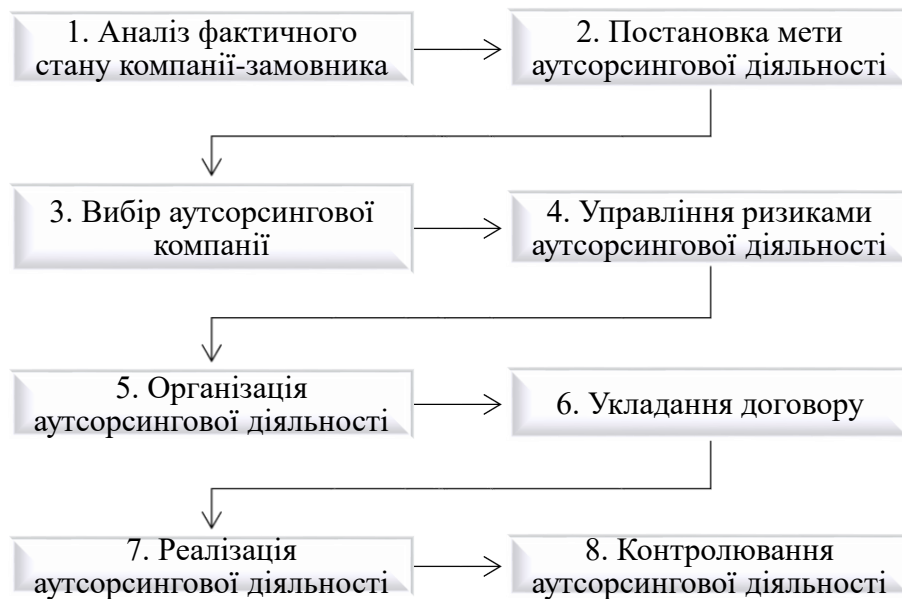 1. Аналіз фактичного
стану компанії-замовника
2. Постановка мети
аутсорсингової діяльності
3. Вибір аутсорсингової
компанії
4. Управління ризиками
аутсорсингової діяльності
5. Організація
аутсорсингової діяльності
6. Укладання договору
7. Реалізація
аутсорсингової діяльності
8. Контролювання
аутсорсингової діяльності